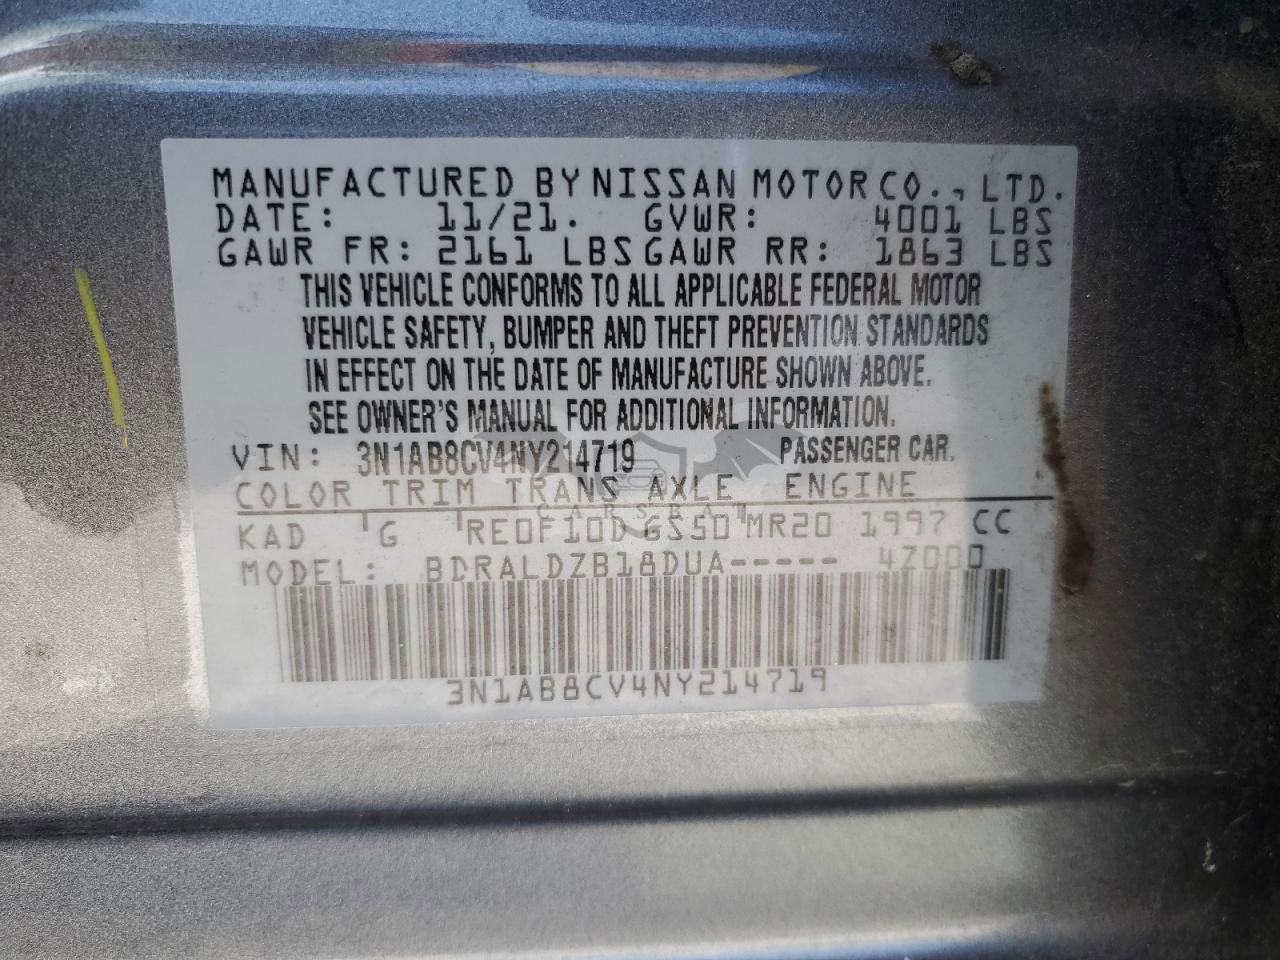 MANUFACTURED BY NISSAN MOTOR CO., LTD.
DATE: 11/21. GVWR: 4001 LBS
GAWR FR: 2161 LBS GAWR RR: 1863 LBS
THIS VEHICLE CONFORMS TO ALL APPLICABLE FEDERAL MOTOR
VEHICLE SAFETY, BUMPER AND THEFT PREVENTION STANDARDS
IN EFFECT ON THE DATE OF MANUFACTURE SHOWN ABOVE.
SEE OWNER'S MANUAL FOR ADDITIONAL INFORMATION.
VIN: 3N1AB8CV4NY214719 PASSENGER CAR.
COLOR TRIM TRANS AXLE ENGINE
CARSBAT
KAD G RE0F10D GS50 MR20 1997 CC
MODEL: BDRALDZB18DUA----- 4Z000
3N1AB8CV4NY214719